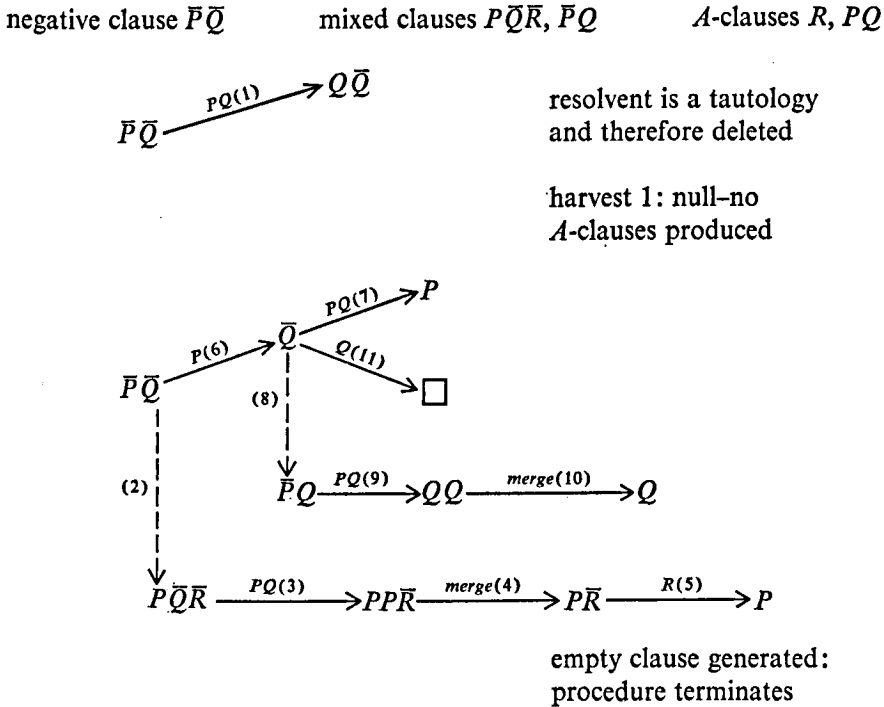 negative clause P̄Q̄ mixed clauses PQ̄R̄, P̄Q A-clauses R, PQ
PQ(1)
QQ̄
P̄Q̄
resolvent is a tautology
and therefore deleted
harvest 1: null–no
A-clauses produced
PQ(7)
P
P(6)
Q̄
Q(11)
P̄Q̄
(8)
□
(2)
P̄Q PQ(9) QQ merge(10) Q
PQ̄R̄ PQ(3) PPR̄ merge(4) PR̄ R(5) P
empty clause generated:
procedure terminates